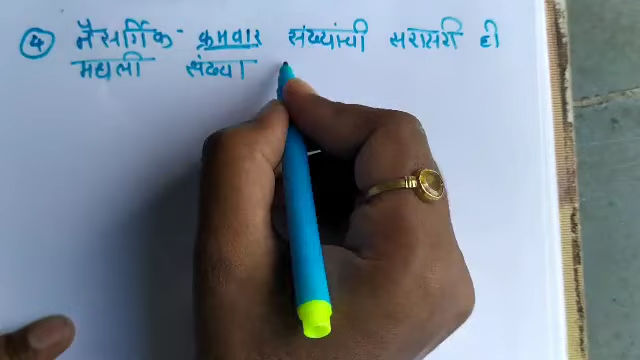 ④ नैसर्गिक- क्रमवार संख्यांची सरासरी ही
मधली संख्या